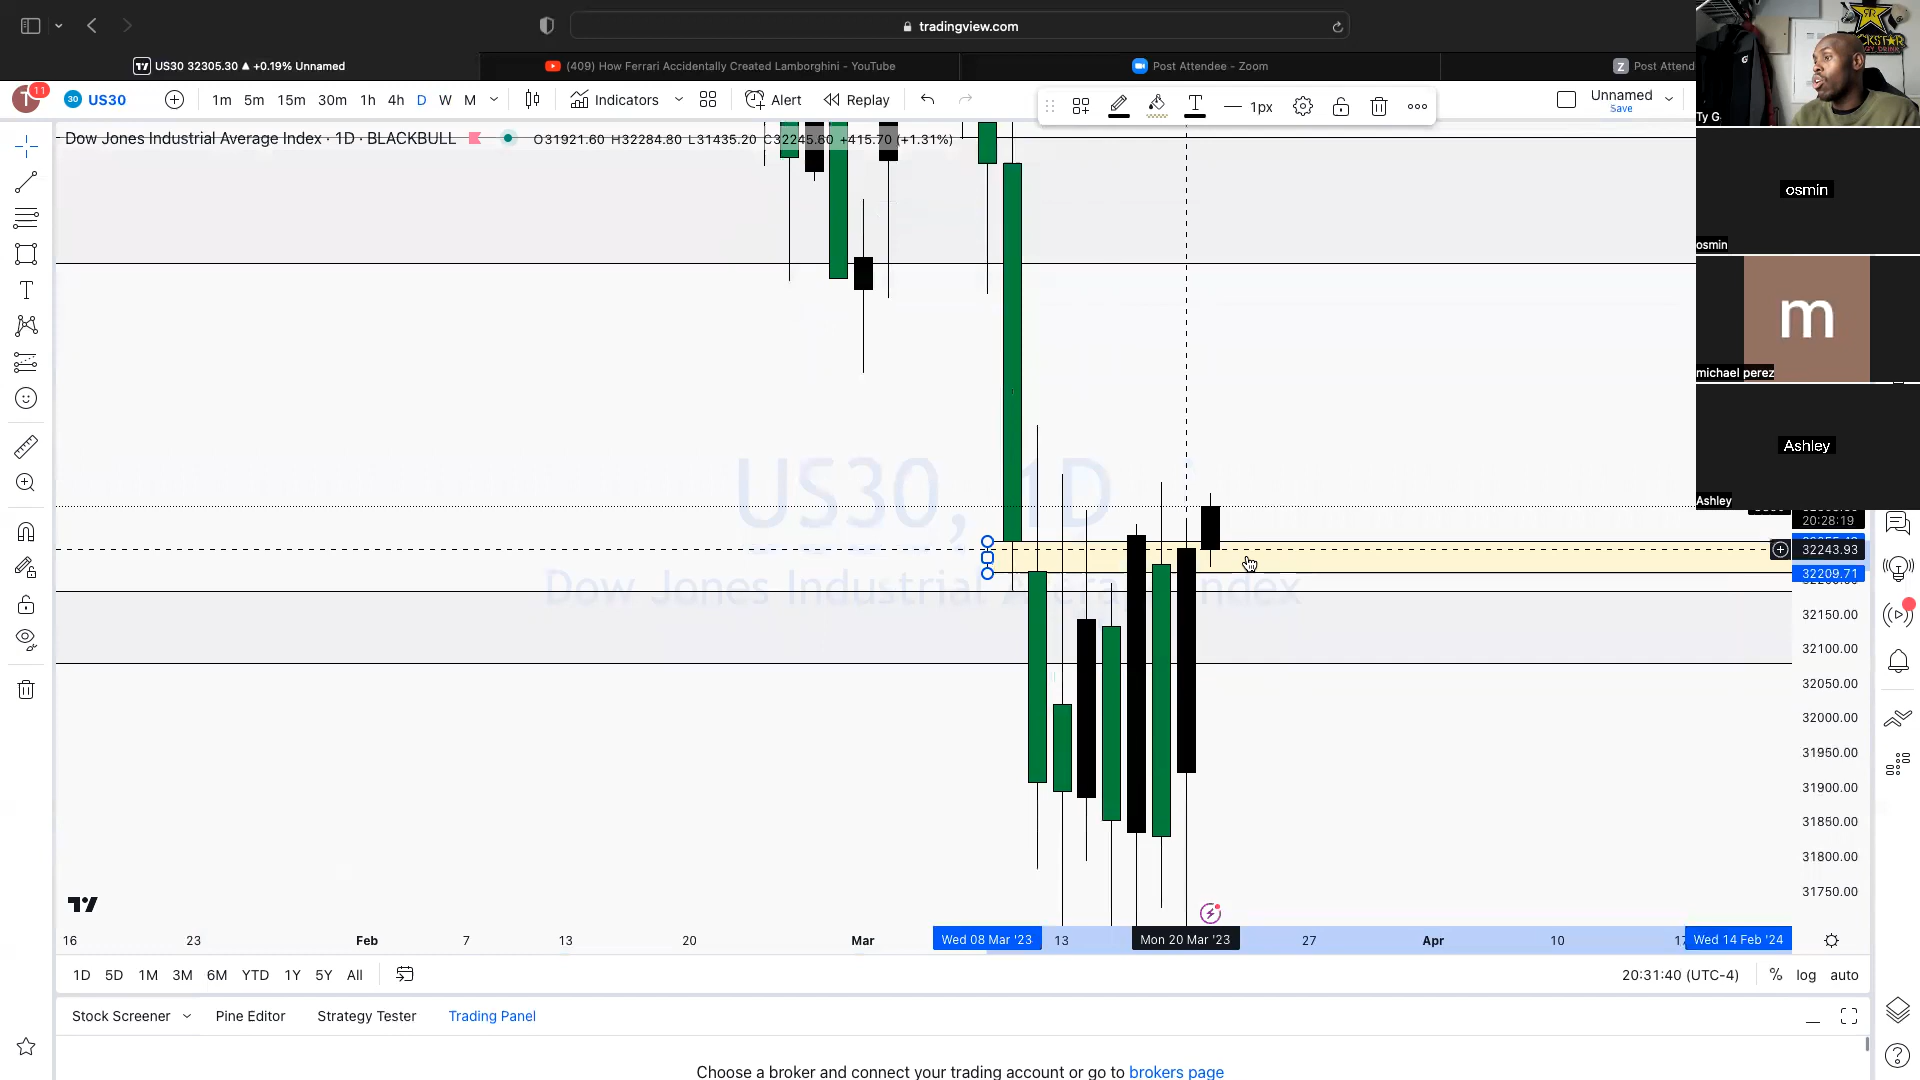 tradingview.com
US30 32305.30 ▲ +0.19% Unnamed
(409) How Ferrari Accidentally Created Lamborghini - YouTube
Post Attendee - Zoom
Post Attend
11
US30
1m 5m 15m 30m 1h 4h D W M
Indicators
Alert
Replay
1px
Unnamed
Save
Ty G
Dow Jones Industrial Average Index · 1D · BLACKBULL
O31921.60 H32284.80 L31435.20 C32245.60 +415.70 (+1.31%)
osmin
osmin
m
michael perez
Ashley
Ashley
US30, 1D
Dow Jones Industrial Average Index
20:28:19
32243.93
32209.71
32150.00
32100.00
32050.00
32000.00
31950.00
31900.00
31850.00
31800.00
31750.00
16 23 Feb 7 13 20 Mar Wed 08 Mar '23 13 Mon 20 Mar '23 27 Apr 10 17 Wed 14 Feb '24
1D 5D 1M 3M 6M YTD 1Y 5Y All
20:31:40 (UTC-4) % log auto
Stock Screener Pine Editor Strategy Tester Trading Panel
Choose a broker and connect your trading account or go to brokers page